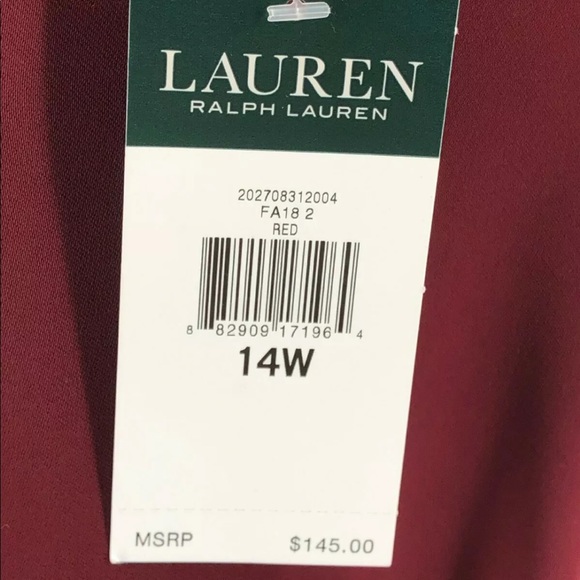 LAUREN
RALPH LAUREN
202708312004
FA18 2
RED
8 82909 17196 4
14W
MSRP $145.00